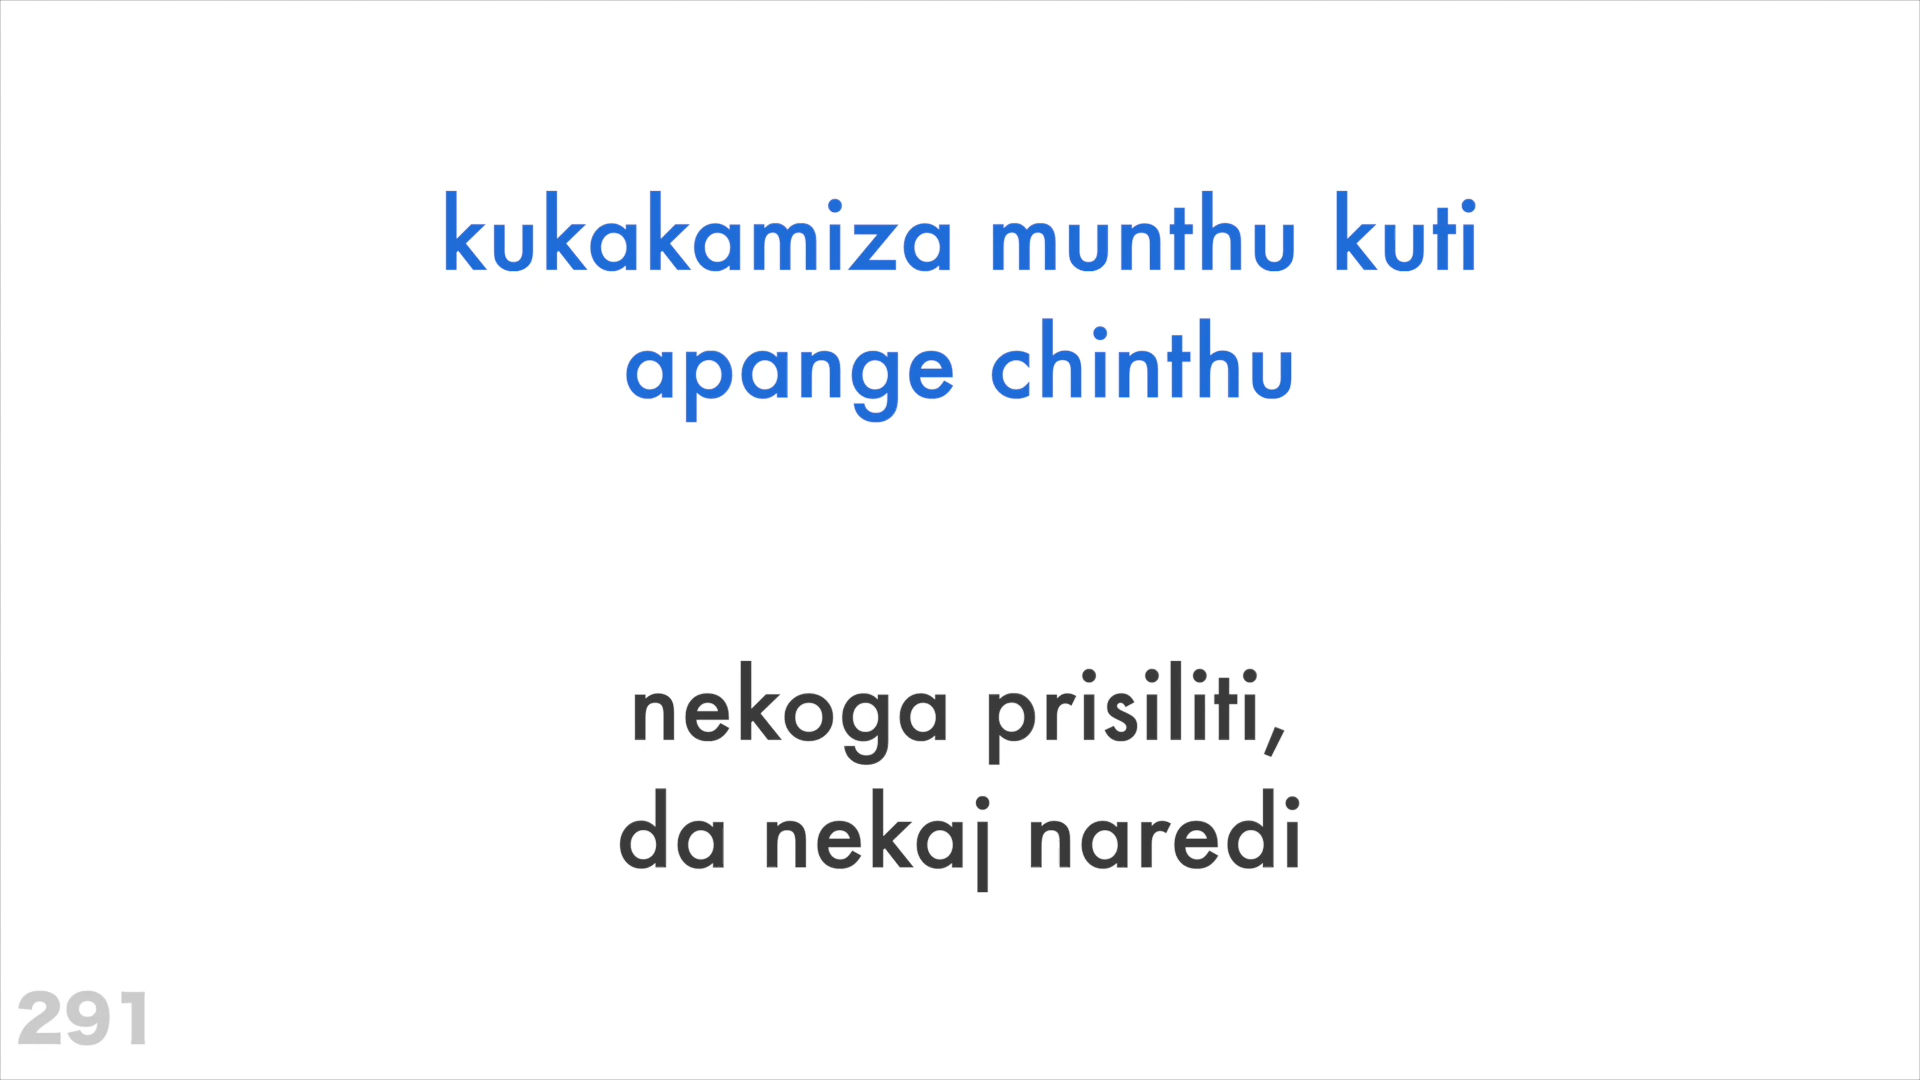 kukakamiza munthu kuti
apange chinthu
nekoga prisiliti,
da nekaj naredi
291